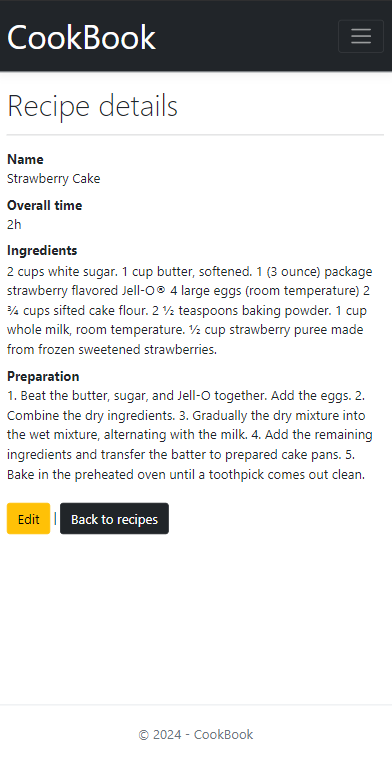 CookBook
Recipe details
Name
Strawberry Cake
Overall time
2h
Ingredients
2 cups white sugar. 1 cup butter, softened. 1 (3 ounce) package
strawberry flavored Jell-O® 4 large eggs (room temperature) 2
¾ cups sifted cake flour. 2 ½ teaspoons baking powder. 1 cup
whole milk, room temperature. ½ cup strawberry puree made
from frozen sweetened strawberries.
Preparation
1. Beat the butter, sugar, and Jell-O together. Add the eggs. 2.
Combine the dry ingredients. 3. Gradually the dry mixture into
the wet mixture, alternating with the milk. 4. Add the remaining
ingredients and transfer the batter to prepared cake pans. 5.
Bake in the preheated oven until a toothpick comes out clean.
Edit | Back to recipes
© 2024 - CookBook